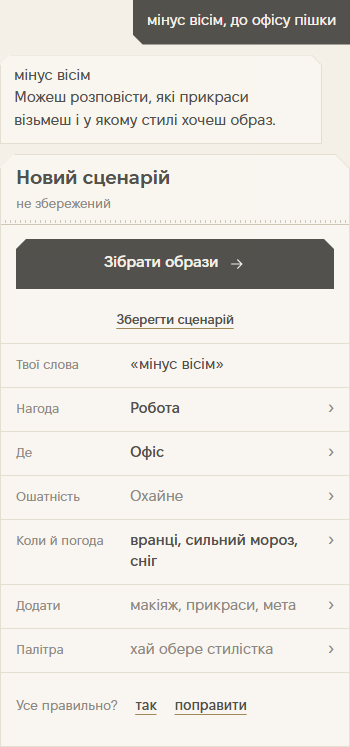 мінус вісім, до офісу пішки
мінус вісім
Можеш розповісти, які прикраси
візьмеш і у якому стилі хочеш образ.
Новий сценарій
не збережений
Зібрати образи →
Зберегти сценарій
Твої слова «мінус вісім»
Нагода Робота ›
Де Офіс ›
Ошатність Охайне ›
Коли й погода вранці, сильний мороз, ›
сніг
Додати макіяж, прикраси, мета ›
Палітра хай обере стилістка ›
Усе правильно? так поправити